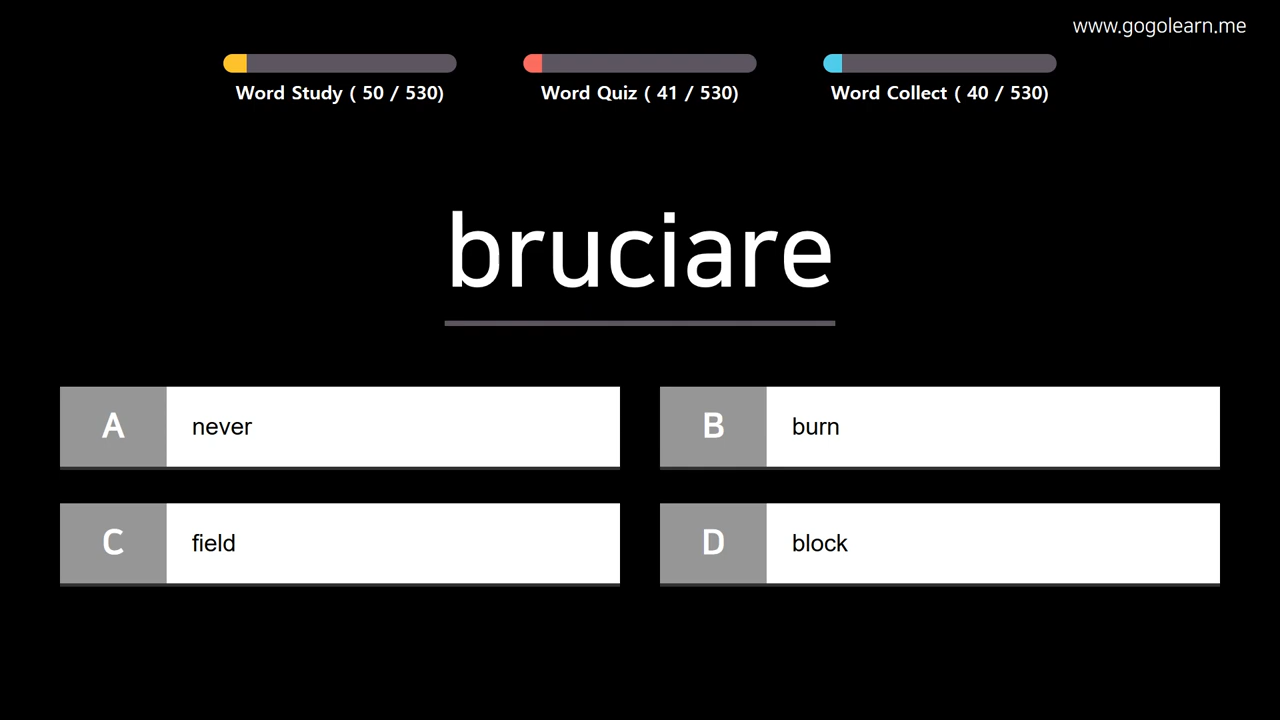 www.gogolearn.me
Word Study ( 50 / 530)
Word Quiz ( 41 / 530)
Word Collect ( 40 / 530)
bruciare
A never
B burn
C field
D block